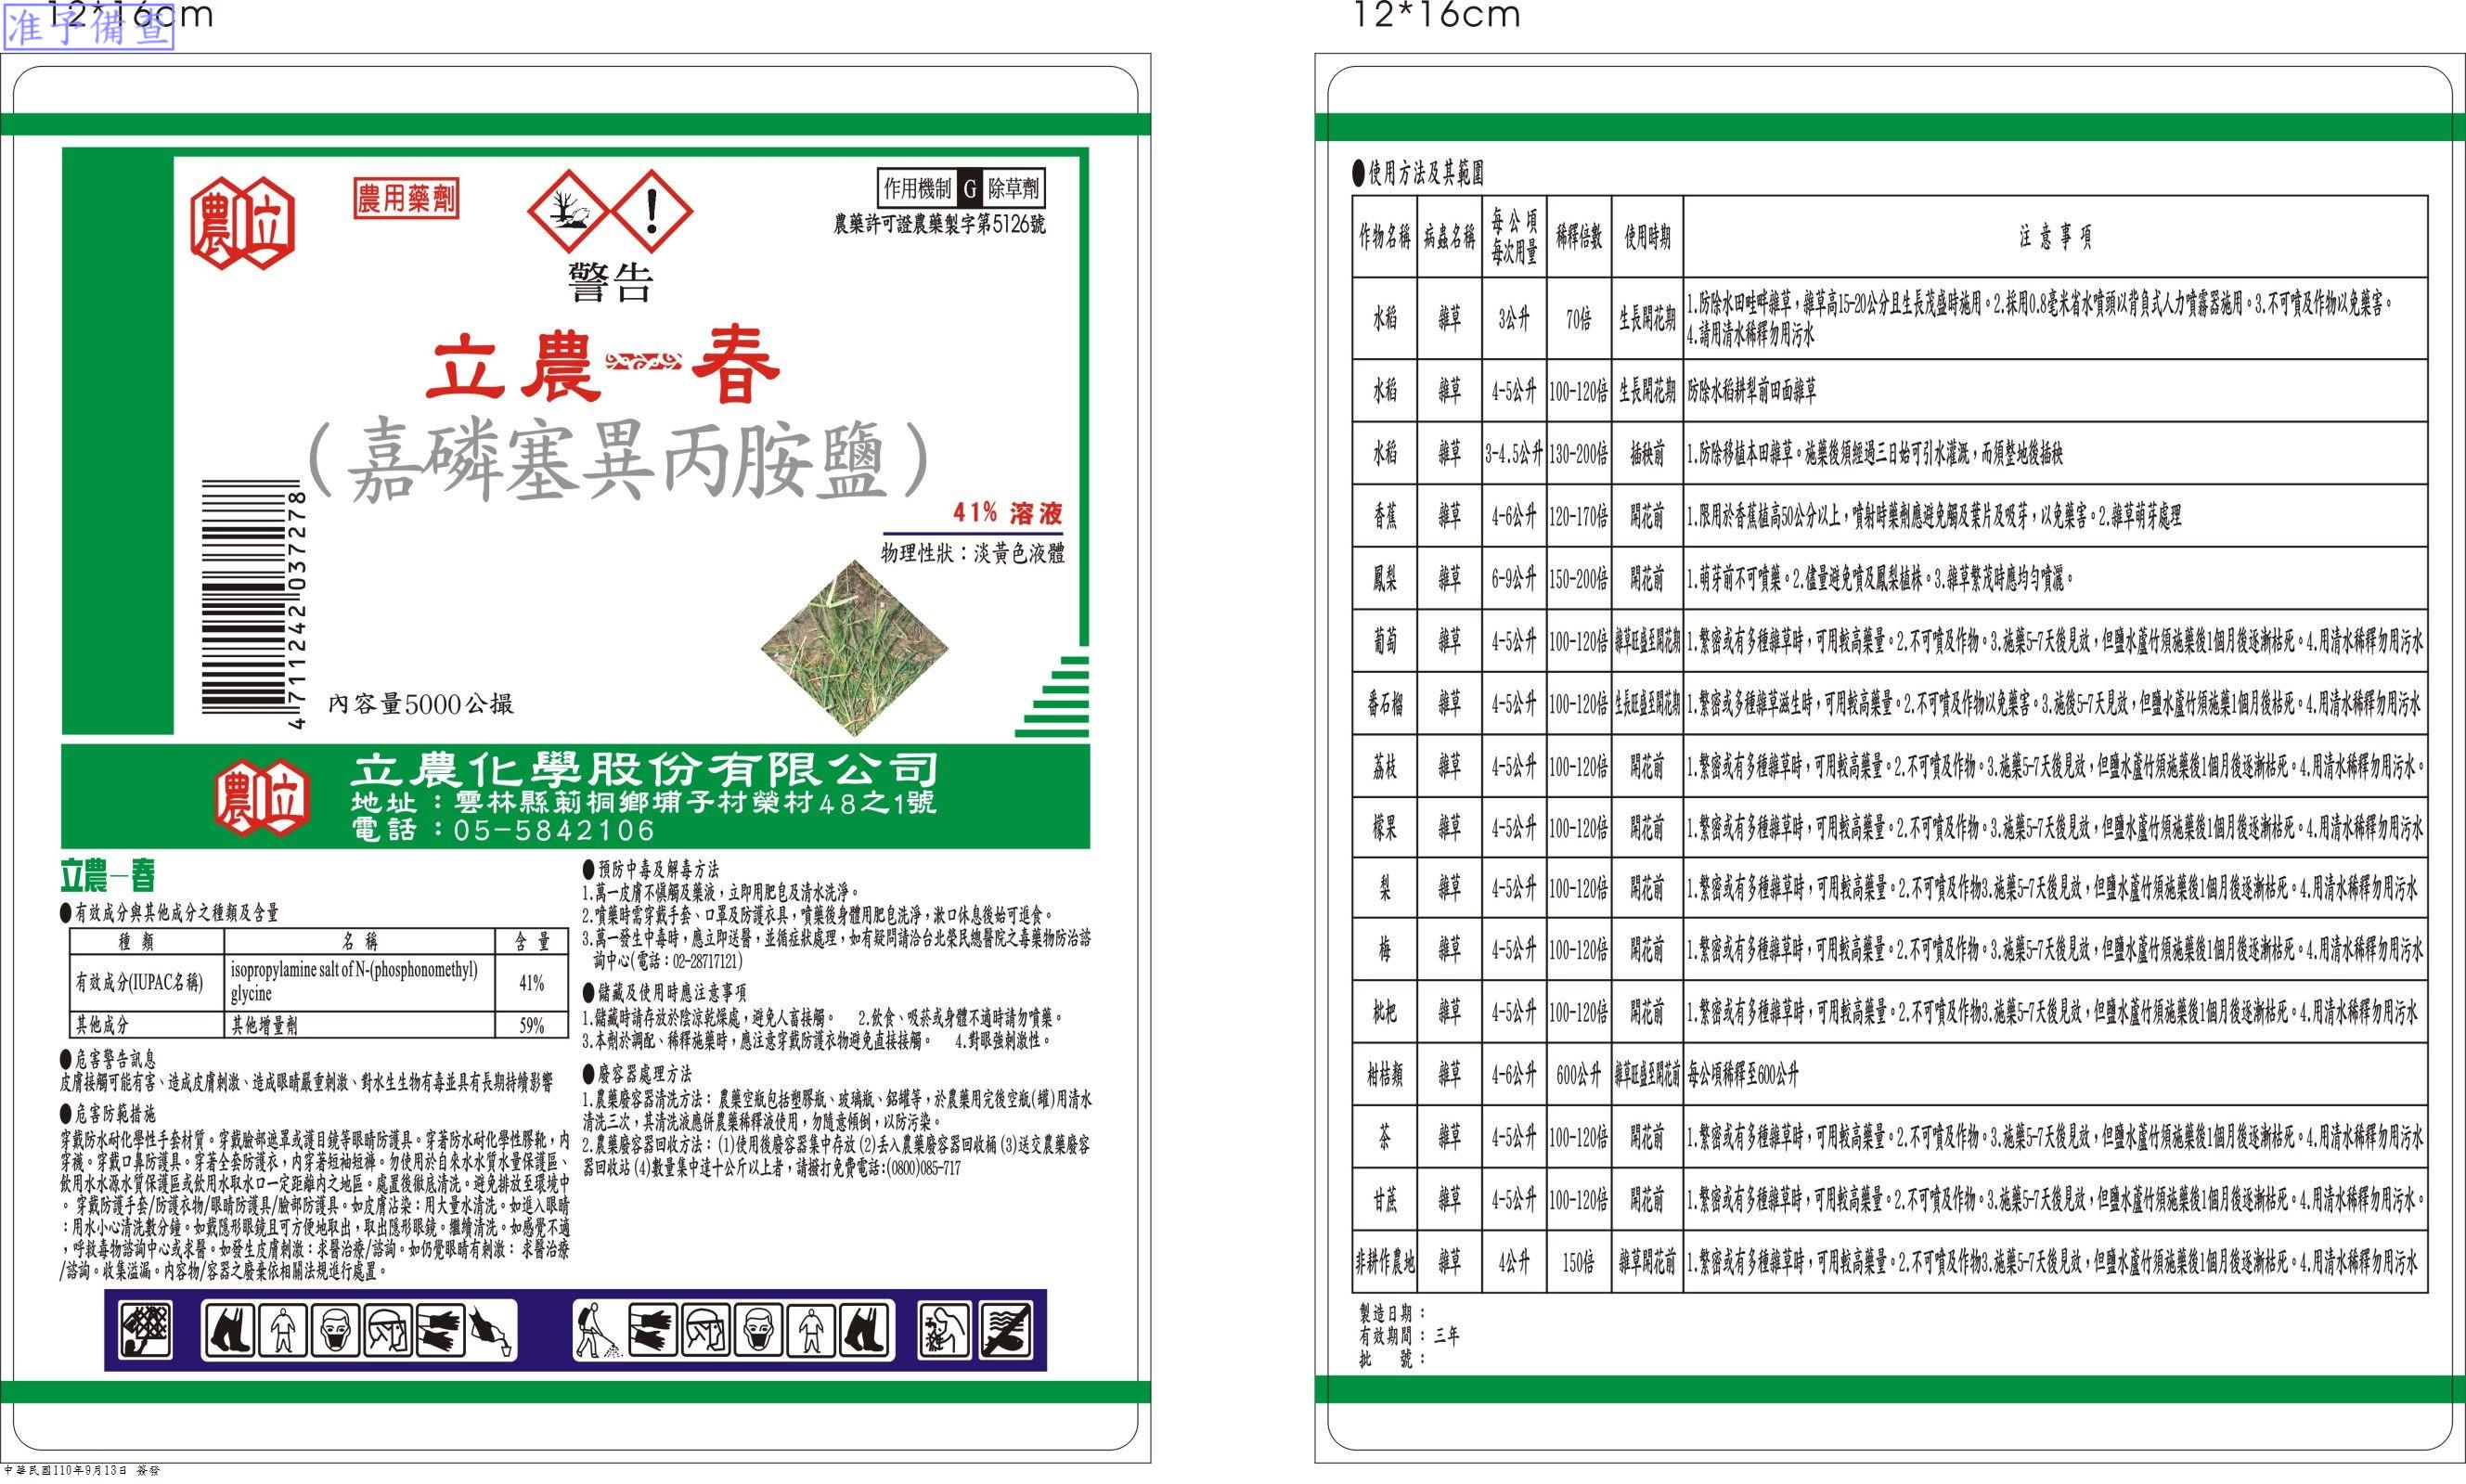 12*16cm
准予備查
農立
農用藥劑
作用機制 G 除草劑
農藥許可證農藥製字第5126號
警告
立農一春
(嘉磷塞異丙胺鹽)
41% 溶液
物理性狀：淡黃色液體
4711242037278
內容量5000公撮
農立
立農化學股份有限公司
地址：雲林縣莿桐鄉埔子村榮村48之1號
電話：05-5842106
立農一春
●有效成分與其他成分之種類及含量
種類 名稱 含量
有效成分(IUPAC名稱) isopropylamine salt of N-(phosphonomethyl) glycine 41%
其他成分 其他增量劑 59%
●危害警告訊息
皮膚接觸可能有害、造成皮膚刺激、造成眼睛嚴重刺激、對水生生物有毒並具有長期持續影響
●危害防範措施
穿戴防水耐化學性手套材質。穿戴臉部遮罩或護目鏡等眼睛防護具。穿著防水耐化學性膠靴，內
穿襪。穿戴口鼻防護具。穿著全套防護衣，內穿著短袖短褲。勿使用於自來水水質水量保護區、
飲用水水源水質保護區或飲用水取水口一定距離內之地區。處置後徹底清洗。避免排放至環境中
。穿戴防護手套/防護衣物/眼睛防護具/臉部防護具。如皮膚沾染：用大量水清洗。如進入眼睛
：用水小心清洗數分鐘。如戴隱形眼鏡且可方便地取出，取出隱形眼鏡。繼續清洗。如感覺不適
，呼救毒物諮詢中心或求醫。如發生皮膚刺激：求醫治療/諮詢。如仍覺眼睛有刺激：求醫治療
/諮詢。收集溢漏。內容物/容器之廢棄依相關法規進行處置。
●預防中毒及解毒方法
1.萬一皮膚不慎觸及藥液，立即用肥皂及清水洗淨。
2.噴藥時需穿戴手套、口罩及防護衣具，噴藥後身體用肥皂洗淨，漱口休息後始可進食。
3.萬一發生中毒時，應立即送醫，並循症狀處理，如有疑問請洽台北榮民總醫院之毒藥物防治諮
詢中心(電話：02-28717121)
●儲藏及使用時應注意事項
1.儲藏時請存放於陰涼乾燥處，避免人畜接觸。 2.飲食、吸菸或身體不適時請勿噴藥。
3.本劑於調配、稀釋施藥時，應注意穿戴防護衣物避免直接接觸。 4.對眼強刺激性。
●廢容器處理方法
1.農藥廢容器清洗方法：農藥空瓶包括塑膠瓶、玻璃瓶、鋁罐等，於農藥用完後空瓶(罐)用清水
清洗三次，其清洗液應併農藥稀釋液使用，勿隨意傾倒，以防污染。
2.農藥廢容器回收方法：(1)使用後廢容器集中存放(2)丟入農藥廢容器回收桶(3)送交農藥廢容
器回收站(4)數量集中達十公斤以上者，請撥打免費電話:(0800)085-717
中華民國110年9月13日 簽發
12*16cm
●使用方法及其範圍
作物名稱 病蟲名稱 每公頃每次用量 稀釋倍數 使用時期 注意事項
水稻 雜草 3公升 70倍 生長開花期 1.防除水田畦畔雜草，雜草高15-20公分且生長茂盛時施用。2.採用0.8毫米省水噴頭以背負式人力噴霧器施用。3.不可噴及作物以免藥害。
4.請用清水稀釋勿用污水
水稻 雜草 4-5公升 100-120倍 生長開花期 防除水稻耕犁前田面雜草
水稻 雜草 3-4.5公升 130-200倍 插秧前 1.防除移植本田雜草。施藥後須經過三日始可引水灌溉，而須整地後插秧
香蕉 雜草 4-6公升 120-170倍 開花前 1.限用於香蕉植高50公分以上，噴射時藥劑應避免觸及葉片及吸芽，以免藥害。2.雜草萌芽處理
鳳梨 雜草 6-9公升 150-200倍 開花前 1.萌芽前不可噴藥。2.儘量避免噴及鳳梨植株。3.雜草繁茂時應均勻噴灑。
葡萄 雜草 4-5公升 100-120倍 雜草旺盛至開花期 1.繁密或有多種雜草時，可用較高藥量。2.不可噴及作物。3.施藥5-7天後見效，但鹽水蘆竹須施藥後1個月後逐漸枯死。4.用清水稀釋勿用污水
番石榴 雜草 4-5公升 100-120倍 生長旺盛至開花期 1.繁密或多種雜草滋生時，可用較高藥量。2.不可噴及作物以免藥害。3.施後5-7天見效，但鹽水蘆竹須施藥1個月後枯死。4.用清水稀釋勿用污水
荔枝 雜草 4-5公升 100-120倍 開花前 1.繁密或有多種雜草時，可用較高藥量。2.不可噴及作物。3.施藥5-7天後見效，但鹽水蘆竹須施藥後1個月後逐漸枯死。4.用清水稀釋勿用污水。
檬果 雜草 4-5公升 100-120倍 開花前 1.繁密或有多種雜草時，可用較高藥量。2.不可噴及作物。3.施藥5-7天後見效，但鹽水蘆竹須施藥後1個月後逐漸枯死。4.用清水稀釋勿用污水
梨 雜草 4-5公升 100-120倍 開花前 1.繁密或有多種雜草時，可用較高藥量。2.不可噴及作物3.施藥5-7天後見效，但鹽水蘆竹須施藥後1個月後逐漸枯死。4.用清水稀釋勿用污水
梅 雜草 4-5公升 100-120倍 開花前 1.繁密或有多種雜草時，可用較高藥量。2.不可噴及作物。3.施藥5-7天後見效，但鹽水蘆竹須施藥後1個月後逐漸枯死。4.用清水稀釋勿用污水
枇杷 雜草 4-5公升 100-120倍 開花前 1.繁密或有多種雜草時，可用較高藥量。2.不可噴及作物3.施藥5-7天後見效，但鹽水蘆竹須施藥後1個月後逐漸枯死。4.用清水稀釋勿用污水
柑桔類 雜草 4-6公升 600公升 雜草旺盛至開花前 每公頃稀釋至600公升
茶 雜草 4-5公升 100-120倍 開花前 1.繁密或有多種雜草時，可用較高藥量。2.不可噴及作物。3.施藥5-7天後見效，但鹽水蘆竹須施藥後1個月後逐漸枯死。4.用清水稀釋勿用污水
甘蔗 雜草 4-5公升 100-120倍 開花前 1.繁密或有多種雜草時，可用較高藥量。2.不可噴及作物。3.施藥5-7天後見效，但鹽水蘆竹須施藥後1個月後逐漸枯死。4.用清水稀釋勿用污水。
非耕作農地 雜草 4公升 150倍 雜草開花前 1.繁密或有多種雜草時，可用較高藥量。2.不可噴及作物3.施藥5-7天後見效，但鹽水蘆竹須施藥後1個月後逐漸枯死。4.用清水稀釋勿用污水
製造日期：
有效期間：三年
批 號：